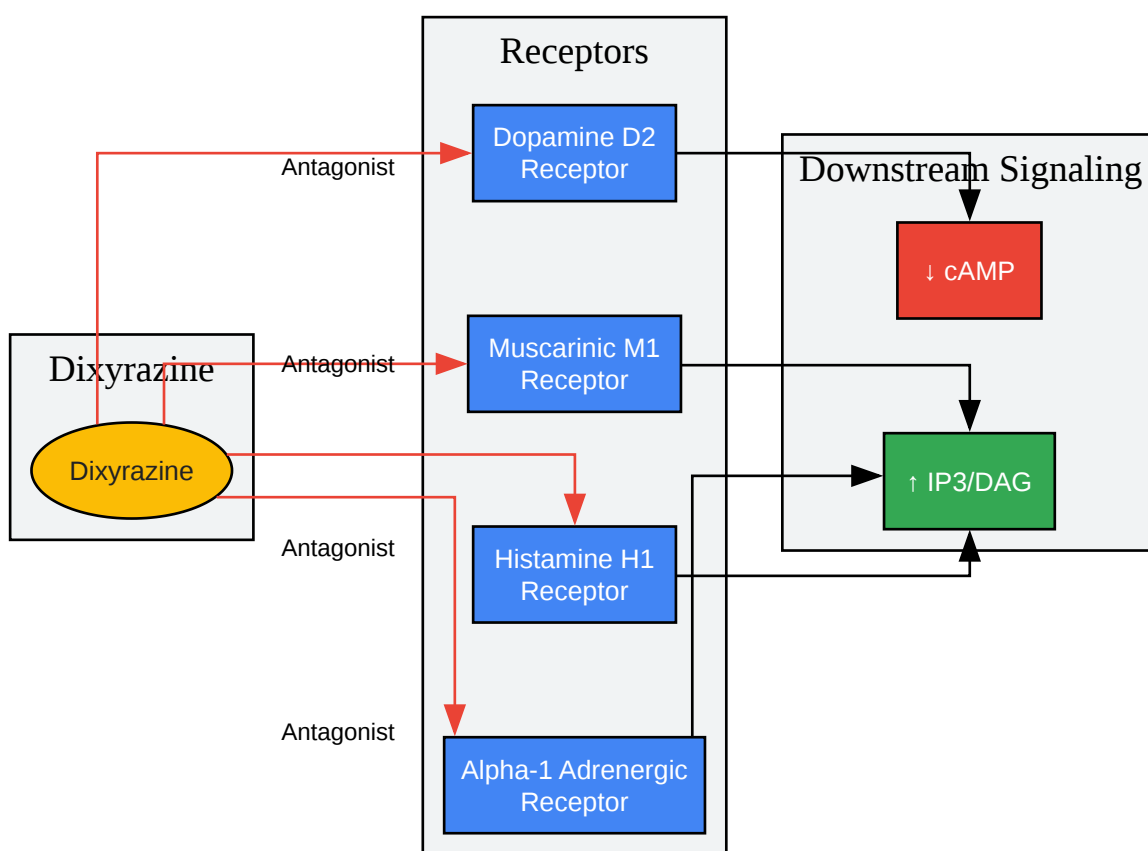 Receptors
Dopamine D2
Receptor
Antagonist
Downstream Signaling
↓ cAMP
Dixyrazine
Antagonist
Muscarinic M1
Receptor
Dixyrazine
↑ IP3/DAG
Antagonist
Histamine H1
Receptor
Antagonist
Alpha-1 Adrenergic
Receptor